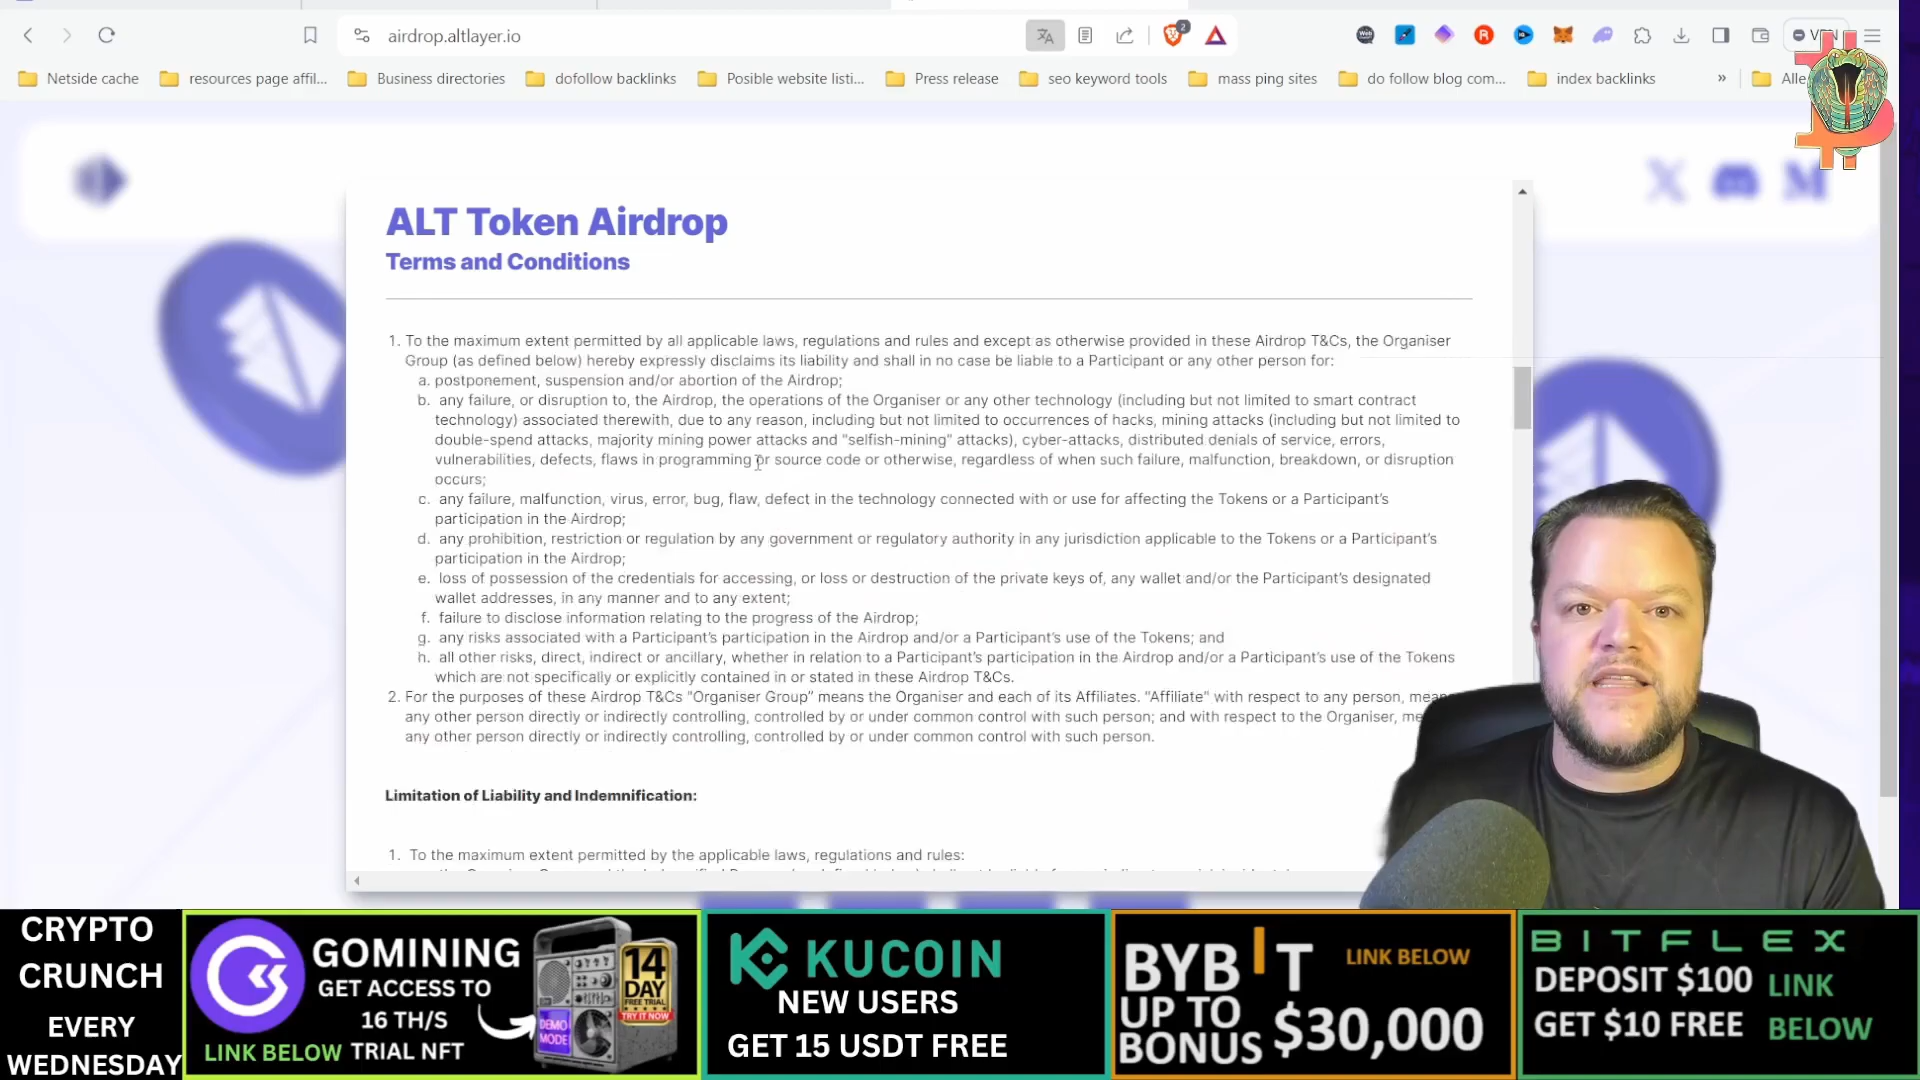 airdrop.altlayer.io
2
VPN
Netside cache
resources page affil...
Business directories
dofollow backlinks
Posible website listi...
Press release
seo keyword tools
mass ping sites
do follow blog com...
index backlinks
»
Alle
ALT Token Airdrop
Terms and Conditions
1. To the maximum extent permitted by all applicable laws, regulations and rules and except as otherwise provided in these Airdrop T&Cs, the Organiser
Group (as defined below) hereby expressly disclaims its liability and shall in no case be liable to a Participant or any other person for:
a. postponement, suspension and/or abortion of the Airdrop;
b. any failure, or disruption to, the Airdrop, the operations of the Organiser or any other technology (including but not limited to smart contract
technology) associated therewith, due to any reason, including but not limited to occurrences of hacks, mining attacks (including but not limited to
double-spend attacks, majority mining power attacks and "selfish-mining" attacks), cyber-attacks, distributed denials of service, errors,
vulnerabilities, defects, flaws in programming or source code or otherwise, regardless of when such failure, malfunction, breakdown, or disruption
occurs;
c. any failure, malfunction, virus, error, bug, flaw, defect in the technology connected with or use for affecting the Tokens or a Participant's
participation in the Airdrop;
d. any prohibition, restriction or regulation by any government or regulatory authority in any jurisdiction applicable to the Tokens or a Participant's
participation in the Airdrop;
e. loss of possession of the credentials for accessing, or loss or destruction of the private keys of, any wallet and/or the Participant's designated
wallet addresses, in any manner and to any extent;
f. failure to disclose information relating to the progress of the Airdrop;
g. any risks associated with a Participant's participation in the Airdrop and/or a Participant's use of the Tokens; and
h. all other risks, direct, indirect or ancillary, whether in relation to a Participant's participation in the Airdrop and/or a Participant's use of the Tokens
which are not specifically or explicitly contained in or stated in these Airdrop T&Cs.
2. For the purposes of these Airdrop T&Cs "Organiser Group" means the Organiser and each of its Affiliates. "Affiliate" with respect to any person, mean
any other person directly or indirectly controlling, controlled by or under common control with such person; and with respect to the Organiser, me
any other person directly or indirectly controlling, controlled by or under common control with such person.
Limitation of Liability and Indemnification:
1. To the maximum extent permitted by the applicable laws, regulations and rules:
CRYPTO
CRUNCH
EVERY
WEDNESDAY
GOMINING
GET ACCESS TO
16 TH/S
LINK BELOW TRIAL NFT
DEMO
MODE
14
DAY
FREE TRIAL
TRY IT NOW
KUCOIN
NEW USERS
GET 15 USDT FREE
BYBIT
LINK BELOW
UP TO
BONUS
$30,000
BITFLEX
DEPOSIT $100
GET $10 FREE
LINK
BELOW